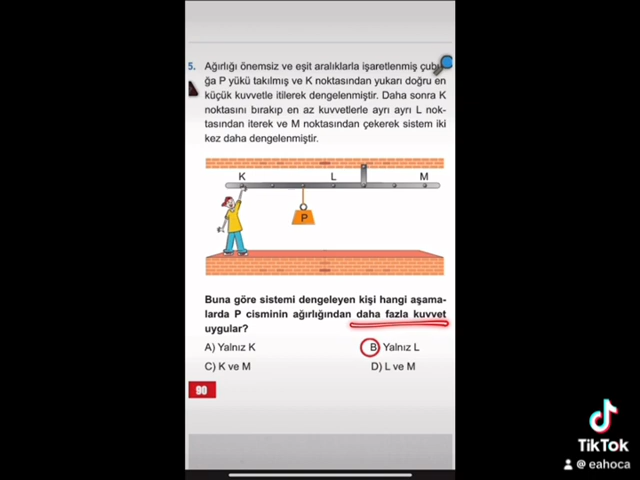 5. Ağırlığı önemsiz ve eşit aralıklarla işaretlenmiş çubu-
ğa P yükü takılmış ve K noktasından yukarı doğru en
küçük kuvvetle itilerek dengelenmiştir. Daha sonra K
noktasını bırakıp en az kuvvetlerle ayrı ayrı L nok-
tasından iterek ve M noktasından çekerek sistem iki
kez daha dengelenmiştir.
K L M
P
Buna göre sistemi dengeleyen kişi hangi aşama-
larda P cisminin ağırlığından daha fazla kuvvet
uygular?
A) Yalnız K B) Yalnız L
C) K ve M D) L ve M
90
TikTok
@ eahoca